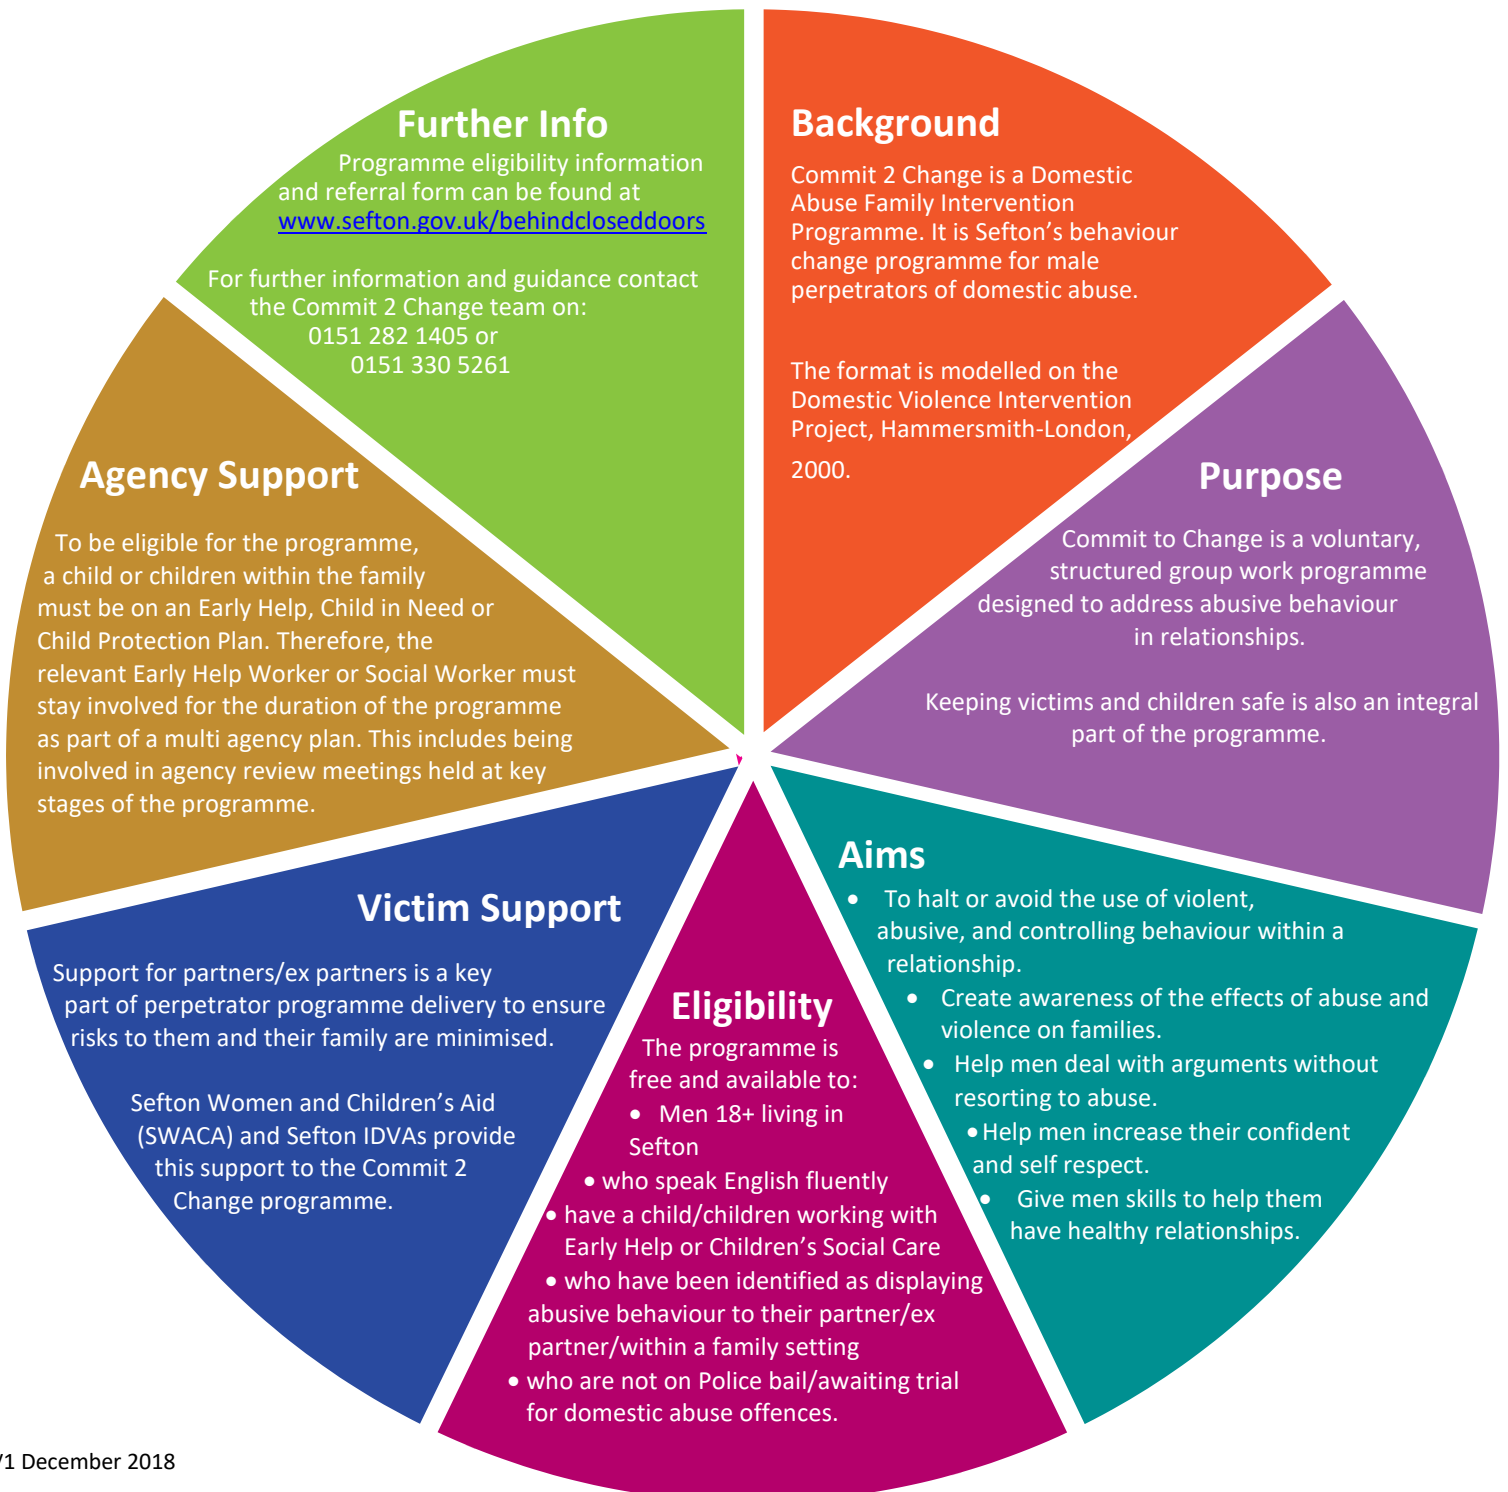 Background
Commit 2 Change is a Domestic
Abuse Family Intervention
Programme. It is Sefton’s behaviour
change programme for male
perpetrators of domestic abuse.
The format is modelled on the
Domestic Violence Intervention
Project, Hammersmith-London,
2000.
Purpose
Commit to Change is a voluntary,
structured group work programme
designed to address abusive behaviour
in relationships.
Keeping victims and children safe is also an integral
part of the programme.
Aims
• To halt or avoid the use of violent,
abusive, and controlling behaviour within a
relationship.
• Create awareness of the effects of abuse and
violence on families.
• Help men deal with arguments without
resorting to abuse.
• Help men increase their confident
and self respect.
• Give men skills to help them
have healthy relationships.
Eligibility
The programme is
free and available to:
• Men 18+ living in
Sefton
• who speak English fluently
• have a child/children working with
Early Help or Children’s Social Care
• who have been identified as displaying
abusive behaviour to their partner/ex
partner/within a family setting
• who are not on Police bail/awaiting trial
for domestic abuse offences.
Victim Support
Support for partners/ex partners is a key
part of perpetrator programme delivery to ensure
risks to them and their family are minimised.
Sefton Women and Children’s Aid
(SWACA) and Sefton IDVAs provide
this support to the Commit 2
Change programme.
Agency Support
To be eligible for the programme,
a child or children within the family
must be on an Early Help, Child in Need or
Child Protection Plan. Therefore, the
relevant Early Help Worker or Social Worker must
stay involved for the duration of the programme
as part of a multi agency plan. This includes being
involved in agency review meetings held at key
stages of the programme.
Further Info
Programme eligibility information
and referral form can be found at
www.sefton.gov.uk/behindcloseddoors
For further information and guidance contact
the Commit 2 Change team on:
0151 282 1405 or
0151 330 5261
1 December 2018